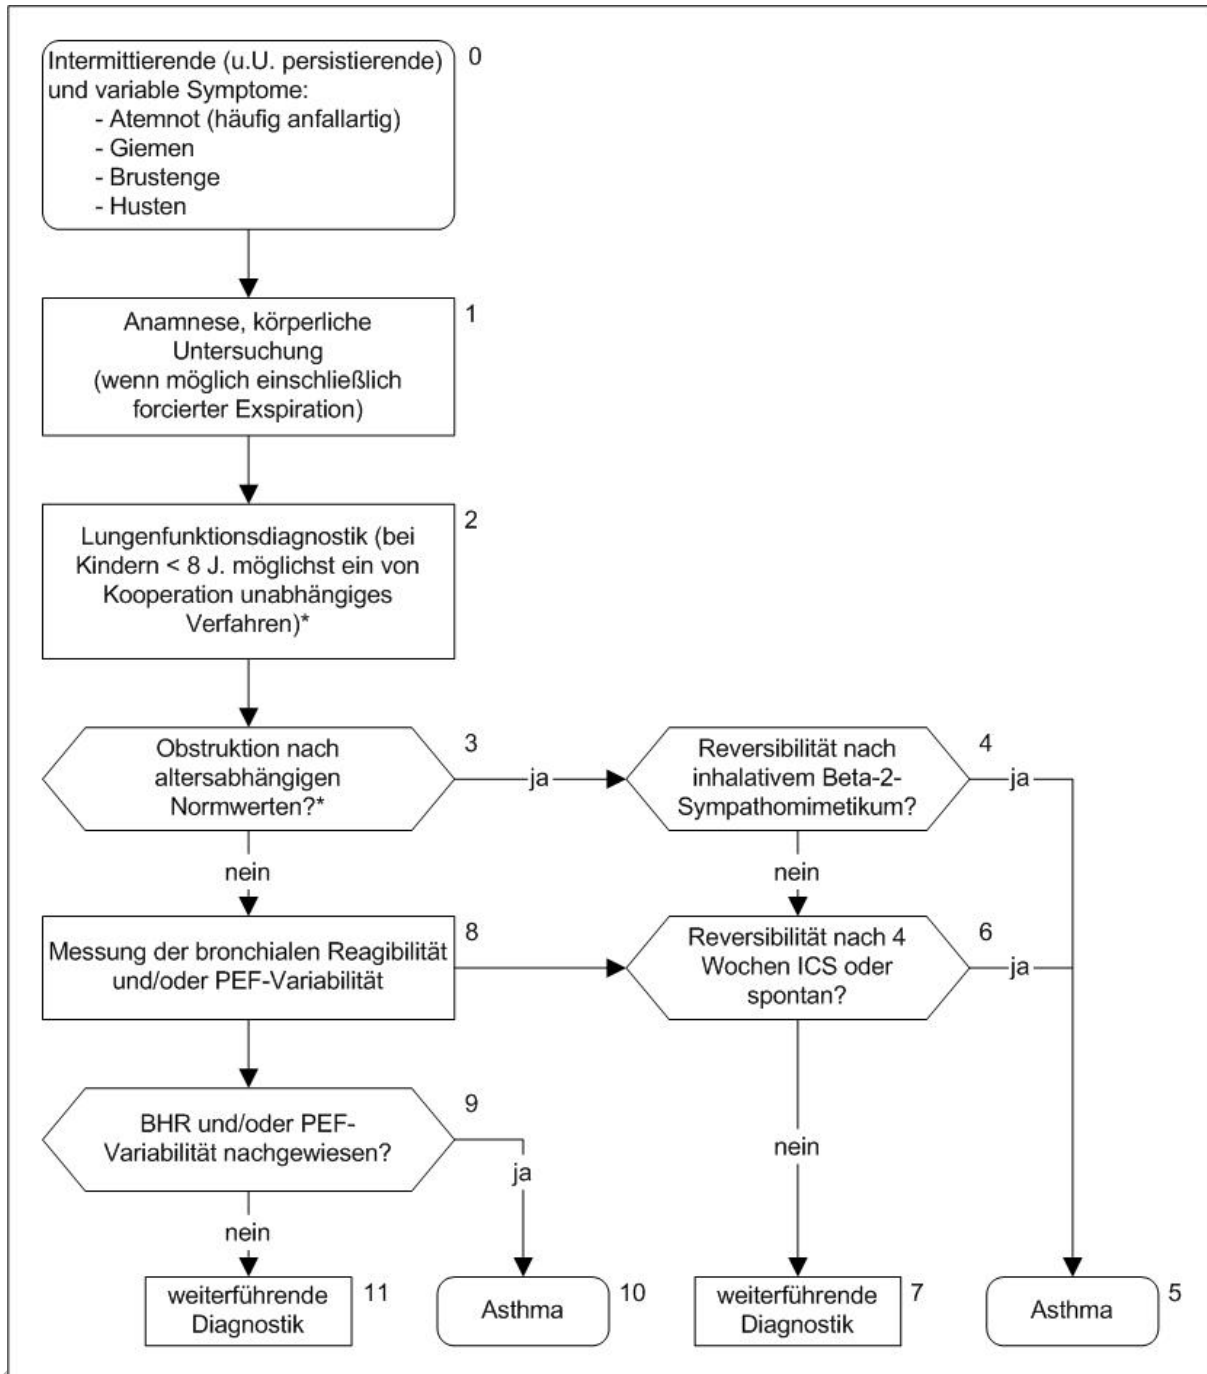 Intermittierende (u.U. persistierende)
und variable Symptome:
- Atemnot (häufig anfallartig)
- Giemen
- Brustenge
- Husten
0
Anamnese, körperliche
Untersuchung
(wenn möglich einschließlich
forcierter Exspiration)
1
Lungenfunktionsdiagnostik (bei
Kindern < 8 J. möglichst ein von
Kooperation unabhängiges
Verfahren)*
2
Obstruktion nach
altersabhängigen
Normwerten?*
3
ja
Reversibilität nach
inhalativem Beta-2-
Sympathomimetikum?
4
ja
nein
nein
Messung der bronchialen Reagibilität
und/oder PEF-Variabilität
8
Reversibilität nach 4
Wochen ICS oder
spontan?
6
ja
BHR und/oder PEF-
Variabilität nachgewiesen?
9
ja
nein
nein
weiterführende
Diagnostik
11
Asthma
10
weiterführende
Diagnostik
7
Asthma
5